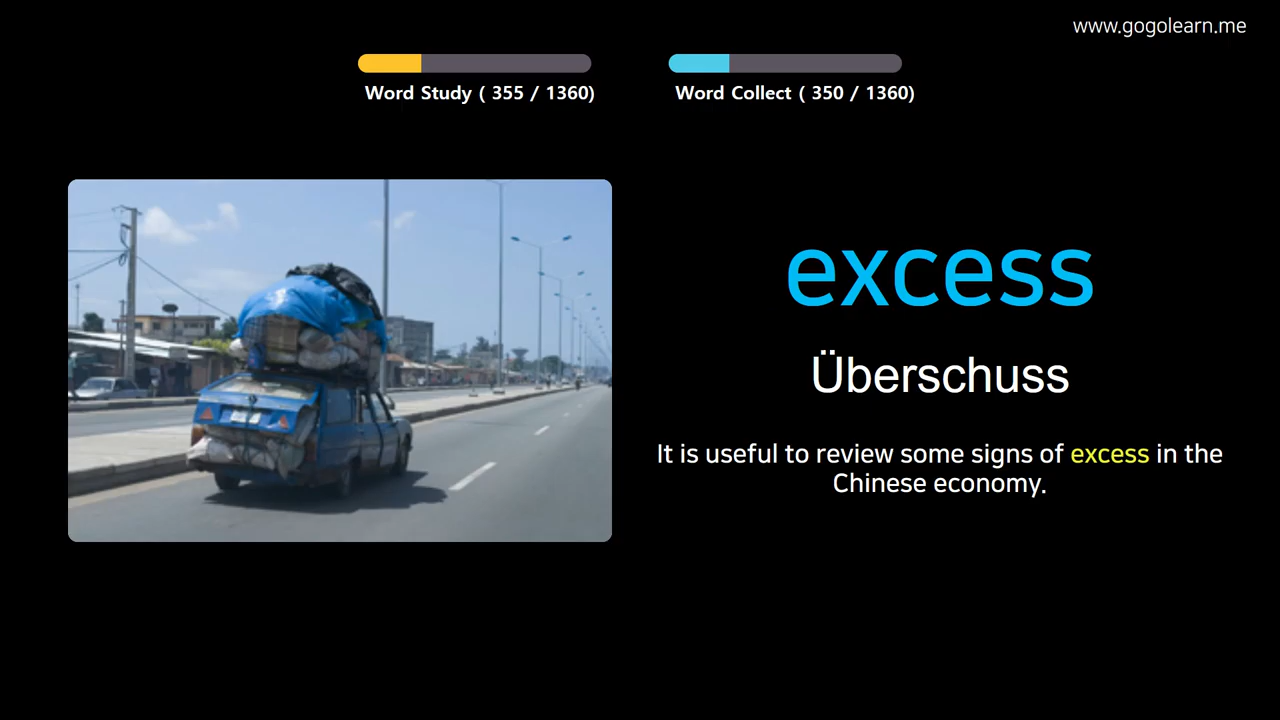 www.gogolearn.me
Word Study ( 355 / 1360)
Word Collect ( 350 / 1360)
excess
Überschuss
It is useful to review some signs of excess in the
Chinese economy.